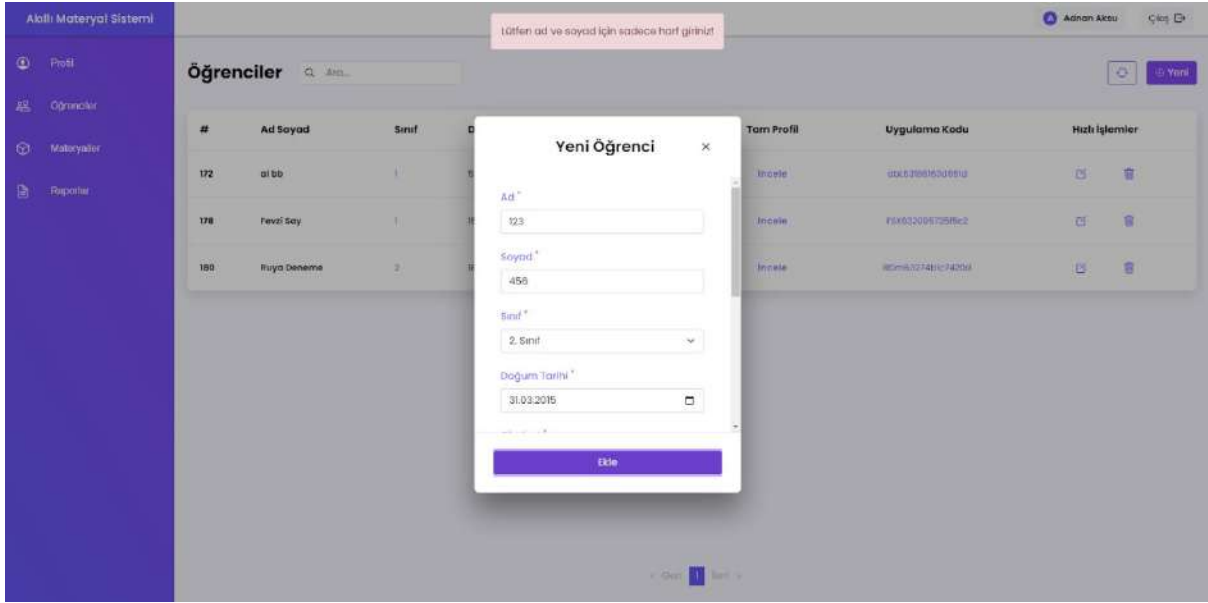 Akıllı Materyal Sistemi
Lütfen ad ve soyad için sadece harf giriniz!
A Adnan Aksu Çıkış
Profil
Öğrenciler
Materyaller
Raporlar
Öğrenciler Ara... Yeni
# Ad Soyad Sınıf D Tam Profil Uygulama Kodu Hızlı İşlemler
172 al bb 1 İncele
178 Fevzi Say 1 İncele
180 Ruya Deneme 2 İncele
Yeni Öğrenci ×
Ad *
123
Soyad *
456
Sınıf *
2. Sınıf
Doğum Tarihi *
31.03.2015
Ekle
< Geri 1 İleri >